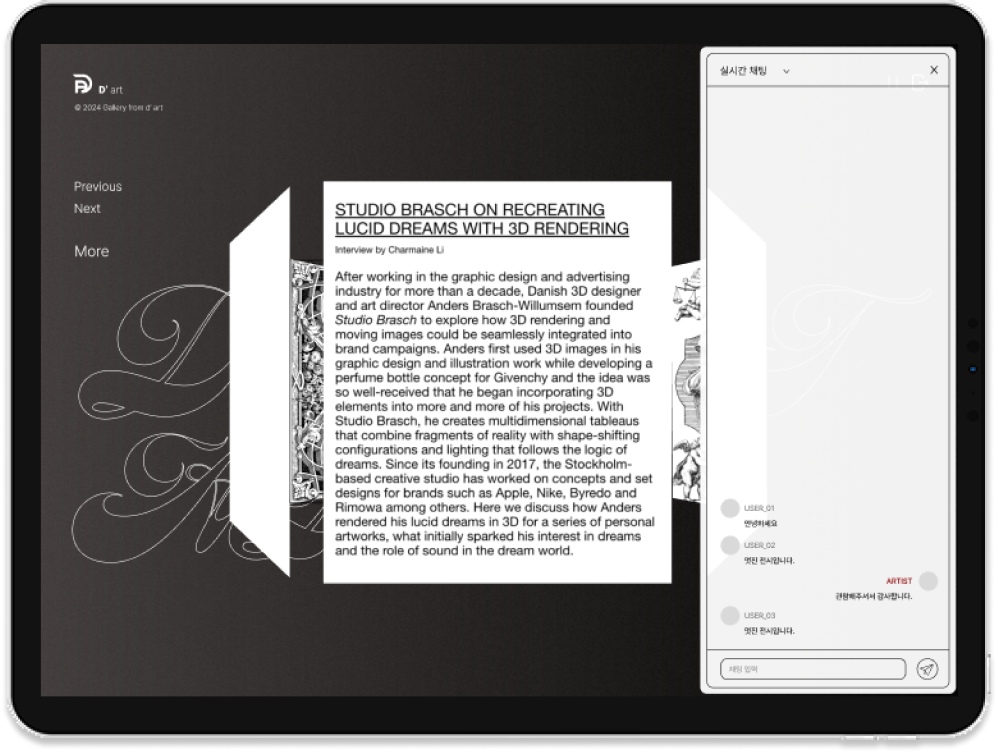 D' art
© 2024 Gallery from d' art
Previous
Next
More
STUDIO BRASCH ON RECREATING
LUCID DREAMS WITH 3D RENDERING
Interview by Charmaine Li
After working in the graphic design and advertising
industry for more than a decade, Danish 3D designer
and art director Anders Brasch-Willumsem founded
Studio Brasch to explore how 3D rendering and
moving images could be seamlessly integrated into
brand campaigns. Anders first used 3D images in his
graphic design and illustration work while developing a
perfume bottle concept for Givenchy and the idea was
so well-received that he began incorporating 3D
elements into more and more of his projects. With
Studio Brasch, he creates multidimensional tableaus
that combine fragments of reality with shape-shifting
configurations and lighting that follows the logic of
dreams. Since its founding in 2017, the Stockholm-
based creative studio has worked on concepts and set
designs for brands such as Apple, Nike, Byredo and
Rimowa among others. Here we discuss how Anders
rendered his lucid dreams in 3D for a series of personal
artworks, what initially sparked his interest in dreams
and the role of sound in the dream world.
실시간 채팅
USER_01
안녕하세요
USER_02
멋진 전시입니다.
ARTIST
관람해주셔서 감사합니다.
USER_03
멋진 전시입니다.
채팅 입력